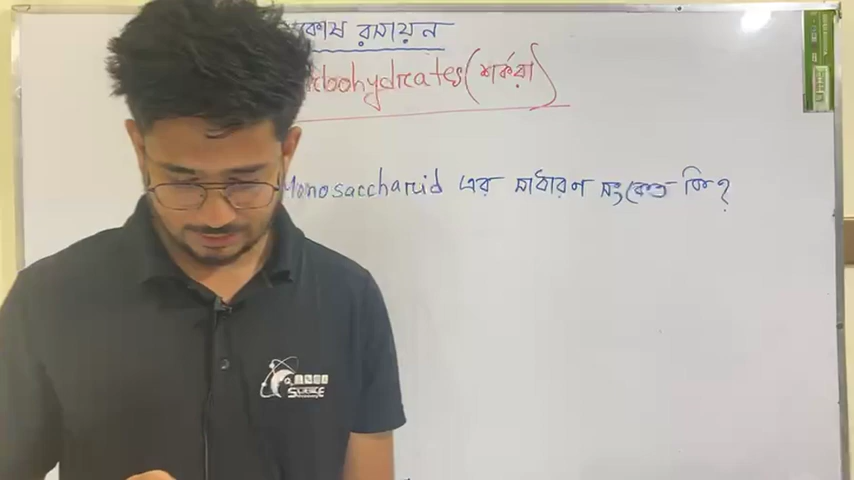 কোষ রসায়ন
bohydrates (শর্করা)
Monosaccharid এর সাধারণ সংকেত কি?